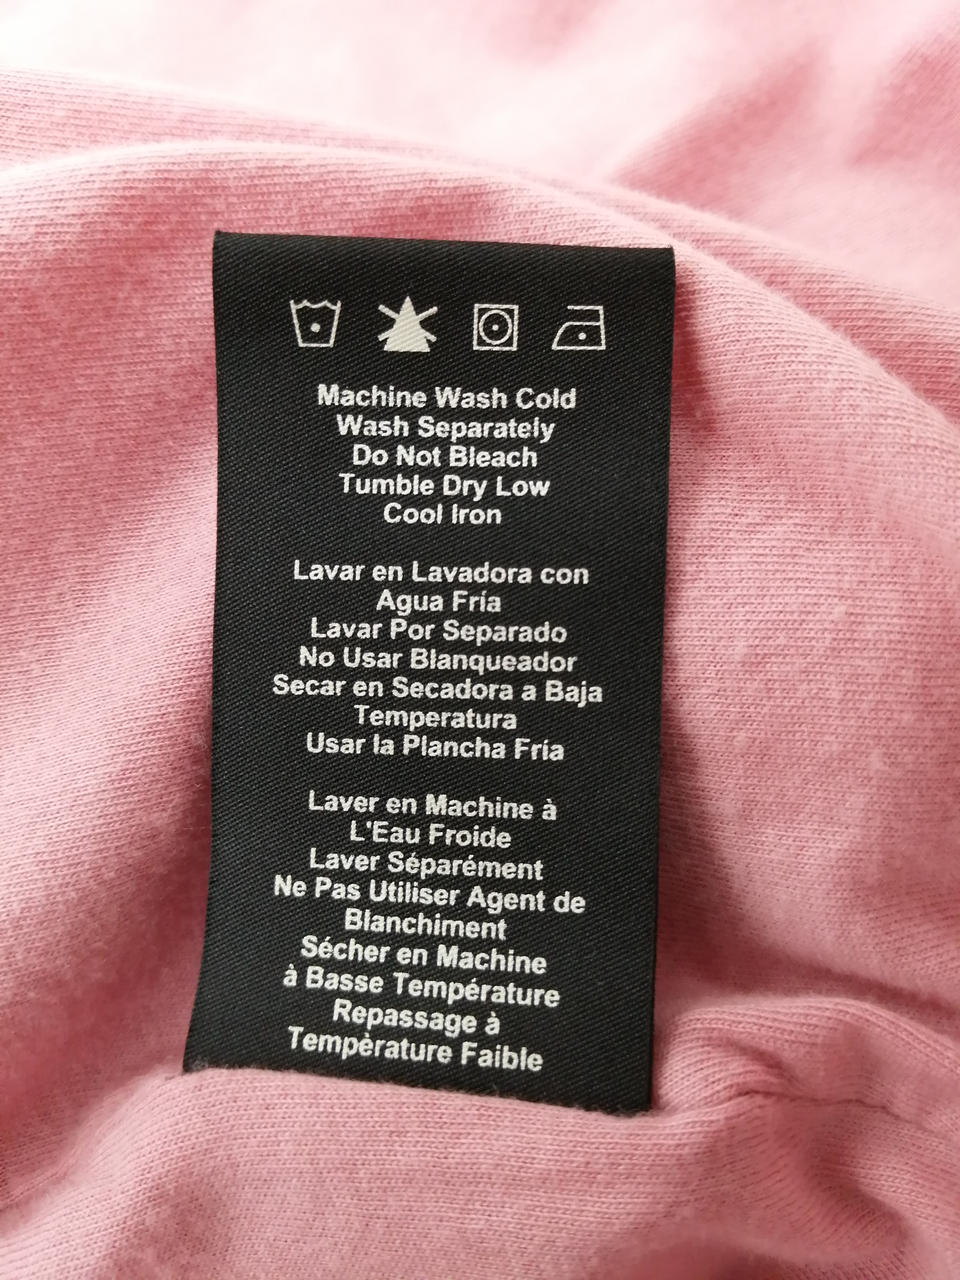 Machine Wash Cold
Wash Separately
Do Not Bleach
Tumble Dry Low
Cool Iron
Lavar en Lavadora con
Agua Fría
Lavar Por Separado
No Usar Blanqueador
Secar en Secadora a Baja
Temperatura
Usar la Plancha Fría
Laver en Machine à
L'Eau Froide
Laver Séparément
Ne Pas Utiliser Agent de
Blanchiment
Sécher en Machine
à Basse Température
Repassage à
Tempèrature Faible